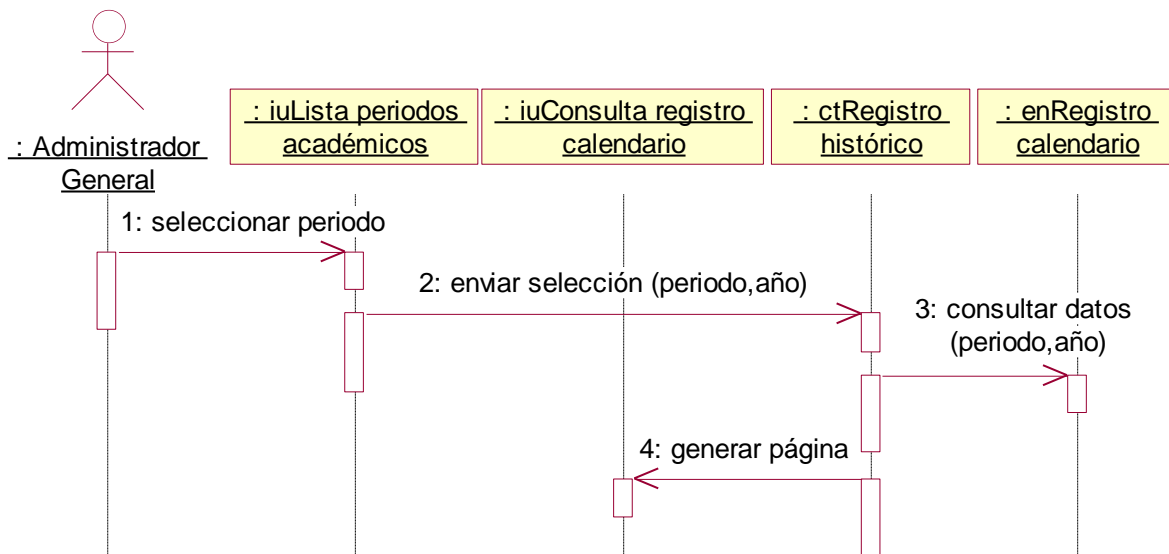 : Administrador
General
: iuLista periodos
académicos
: iuConsulta registro
calendario
: ctRegistro
histórico
: enRegistro
calendario
1: seleccionar periodo
2: enviar selección (periodo,año)
3: consultar datos
(periodo,año)
4: generar página